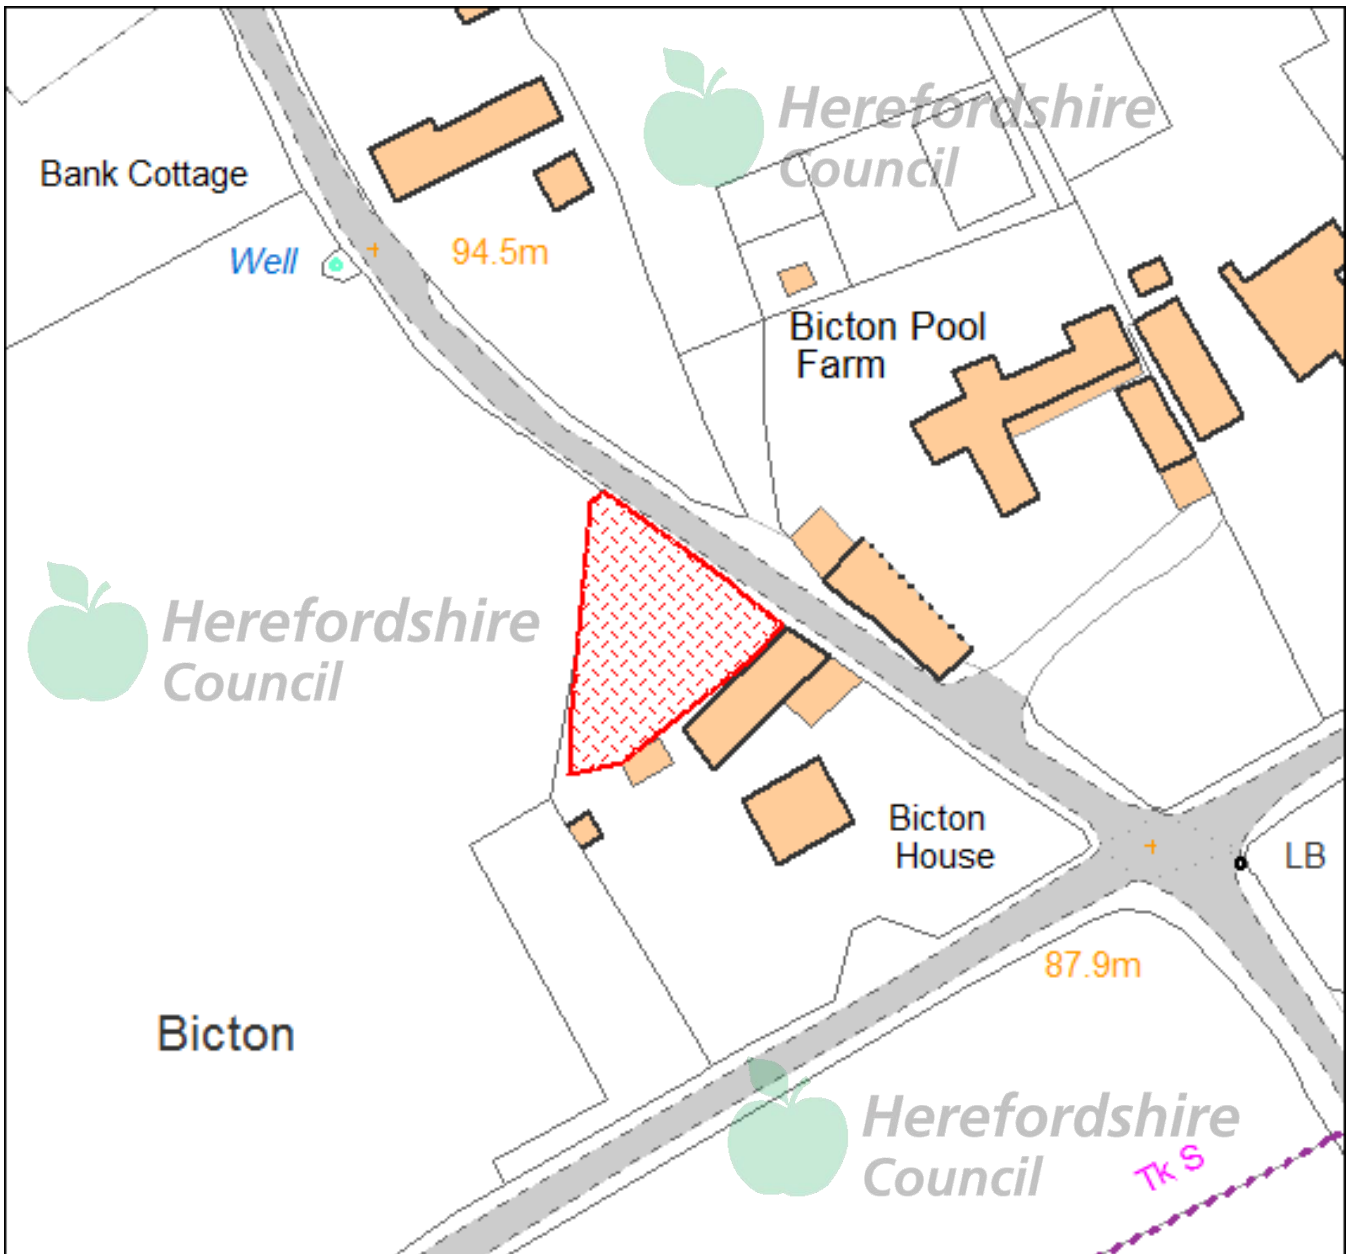 Herefordshire
Council
Bank Cottage
Well
94.5m
Bicton Pool
Farm
Herefordshire
Council
Bicton
House
LB
87.9m
Bicton
Herefordshire
Council
Tk S